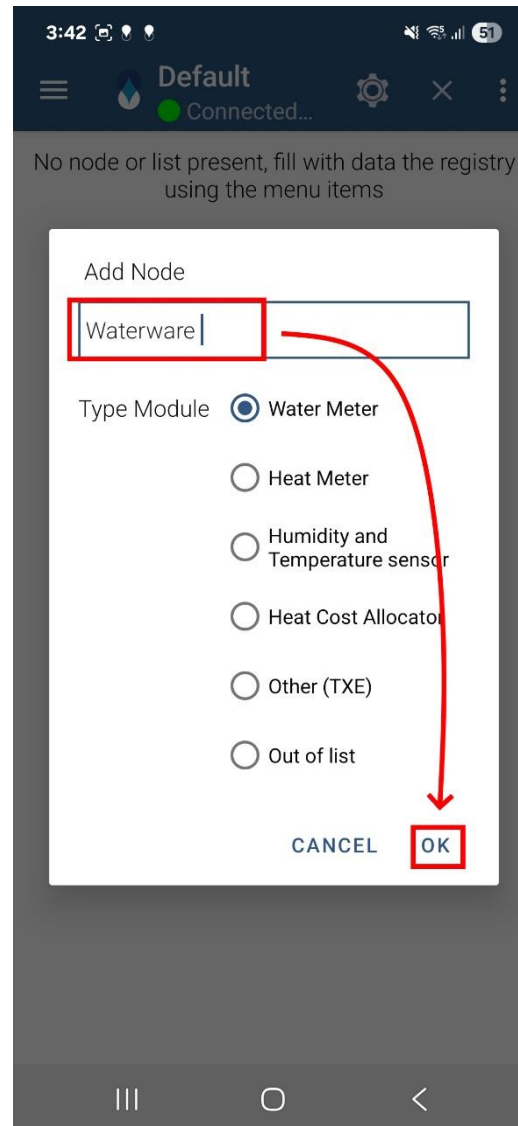 3:42
51
Default
Connected...
No node or list present, fill with data the registry
using the menu items
Add Node
Waterware
Type Module
Water Meter
Heat Meter
Humidity and
Temperature sensor
Heat Cost Allocator
Other (TXE)
Out of list
CANCEL OK